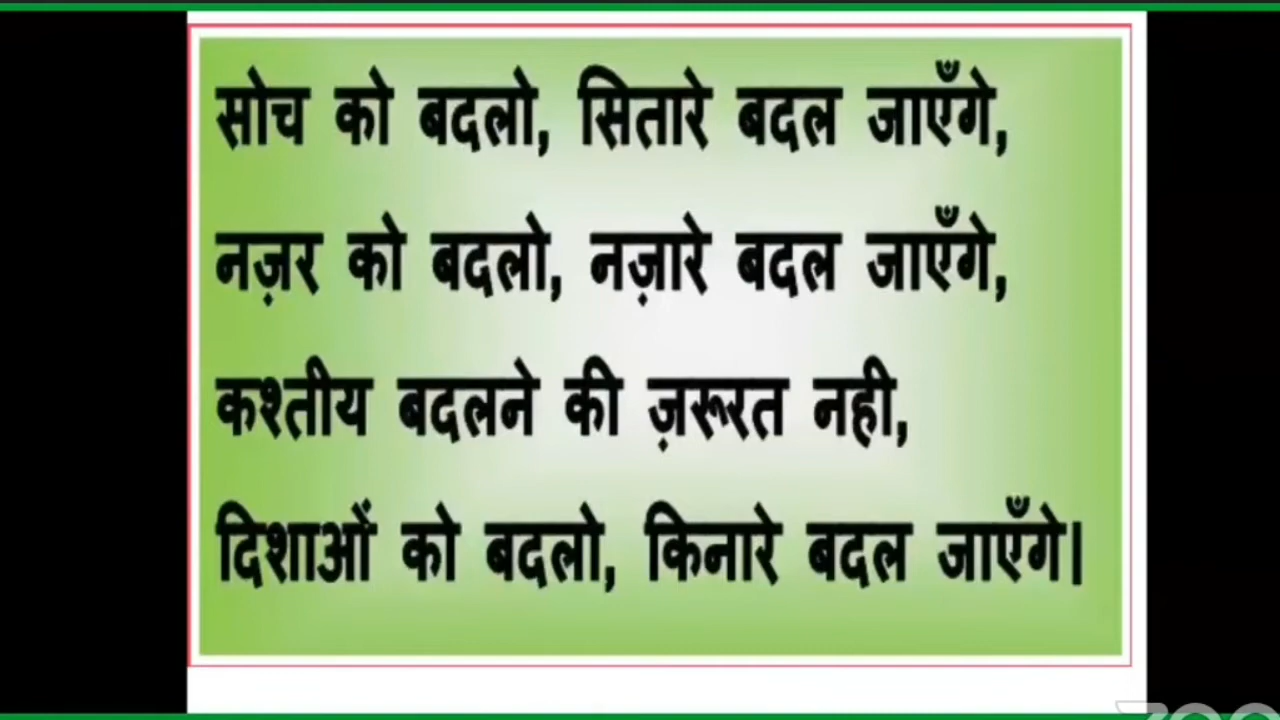 सोच को बदलो, सितारे बदल जाएँगे,
नज़र को बदलो, नज़ारे बदल जाएँगे,
कश्तीय बदलने की ज़रूरत नही,
दिशाओं को बदलो, किनारे बदल जाएँगे।